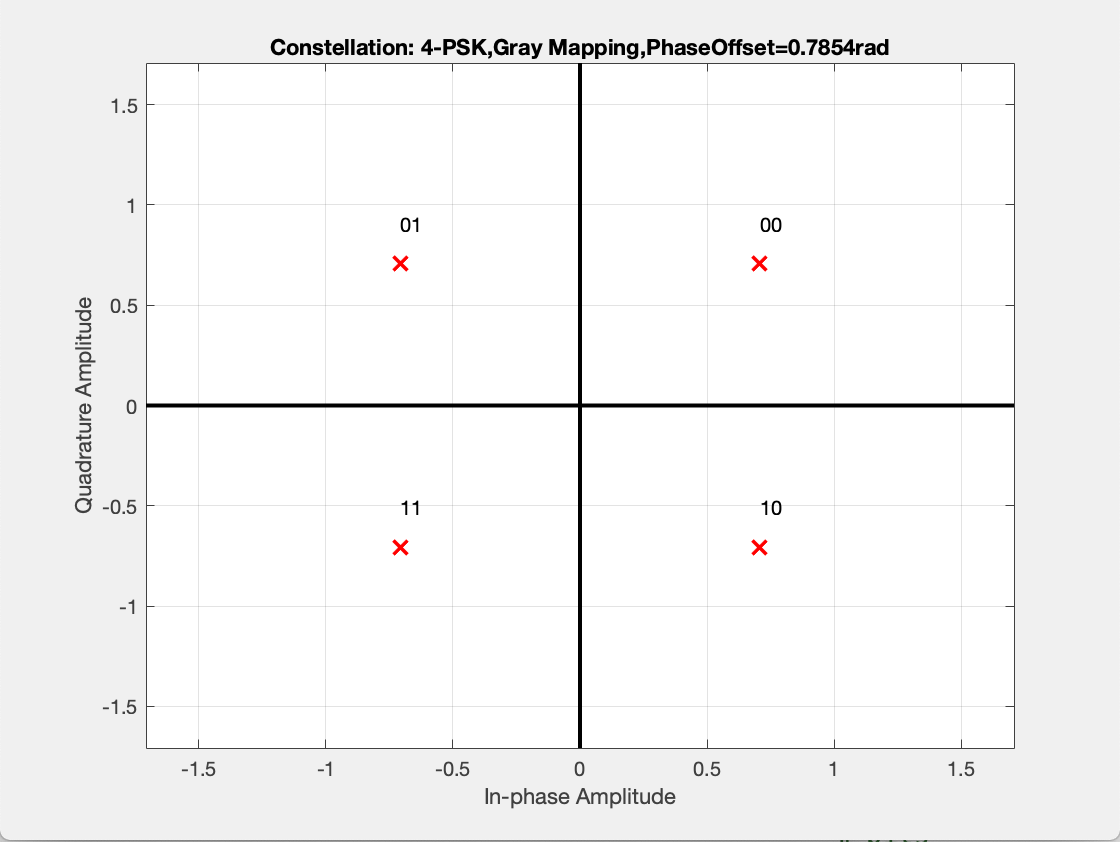 Constellation: 4-PSK,Gray Mapping,PhaseOffset=0.7854rad
1.5
1
01
00
0.5
Quadrature Amplitude
0
-0.5
11
10
-1
-1.5
-1.5 -1 -0.5 0 0.5 1 1.5
In-phase Amplitude